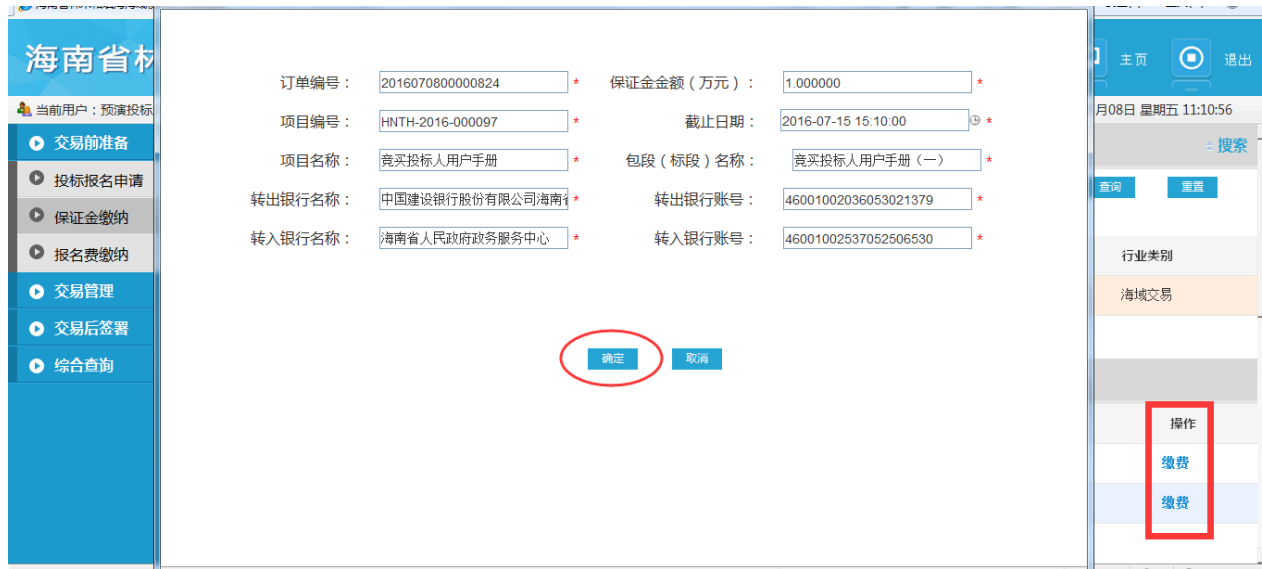 海南省林
主页
退出
当前用户：预演投标
月08日 星期五 11:10:56
交易前准备
投标报名申请
保证金缴纳
报名费缴纳
交易管理
交易后签署
综合查询
订单编号： 2016070800000824 * 保证金金额（万元）： 1.000000 *
项目编号： HNTH-2016-000097 * 截止日期： 2016-07-15 15:10:00 *
项目名称： 竞买投标人用户手册 * 包段（标段）名称： 竞买投标人用户手册（一） *
转出银行名称： 中国建设银行股份有限公司海南 * 转出银行账号： 46001002036053021379 *
转入银行名称： 海南省人民政府政务服务中心 * 转入银行账号： 46001002537052506530 *
确定 取消
搜索
查询 重置
行业类别
海域交易
操作
缴费
缴费